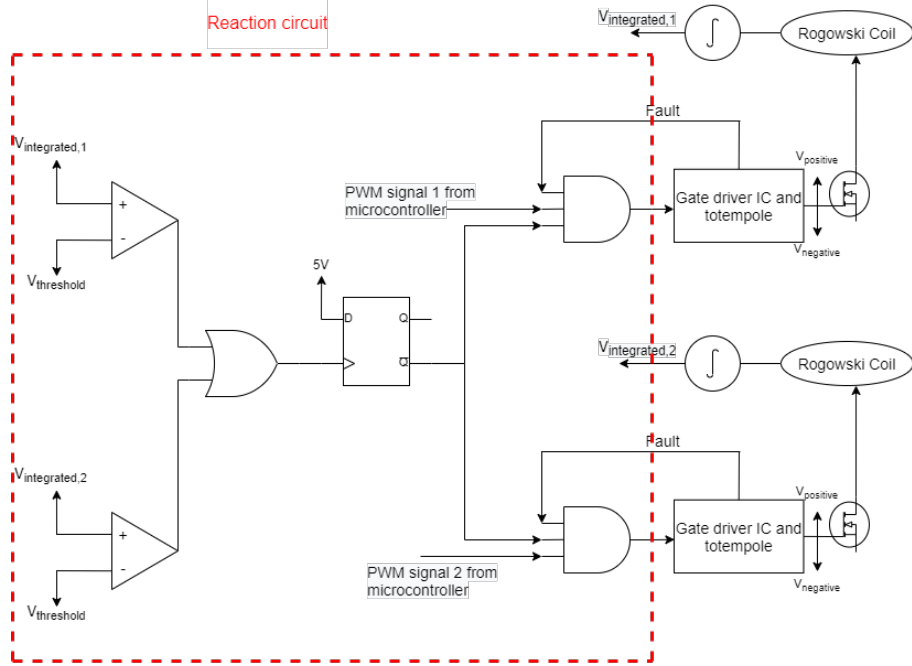 Reaction circuit
Vintegrated,1
∫
Rogowski Coil
Fault
Vintegrated,1
+
-
Vthreshold
PWM signal 1 from
microcontroller
Gate driver IC and
totempole
Vpositive
Vnegative
5V
D
Q
Q̅
Vintegrated,2
∫
Rogowski Coil
Fault
Vintegrated,2
+
-
Vthreshold
PWM signal 2 from
microcontroller
Gate driver IC and
totempole
Vpositive
Vnegative